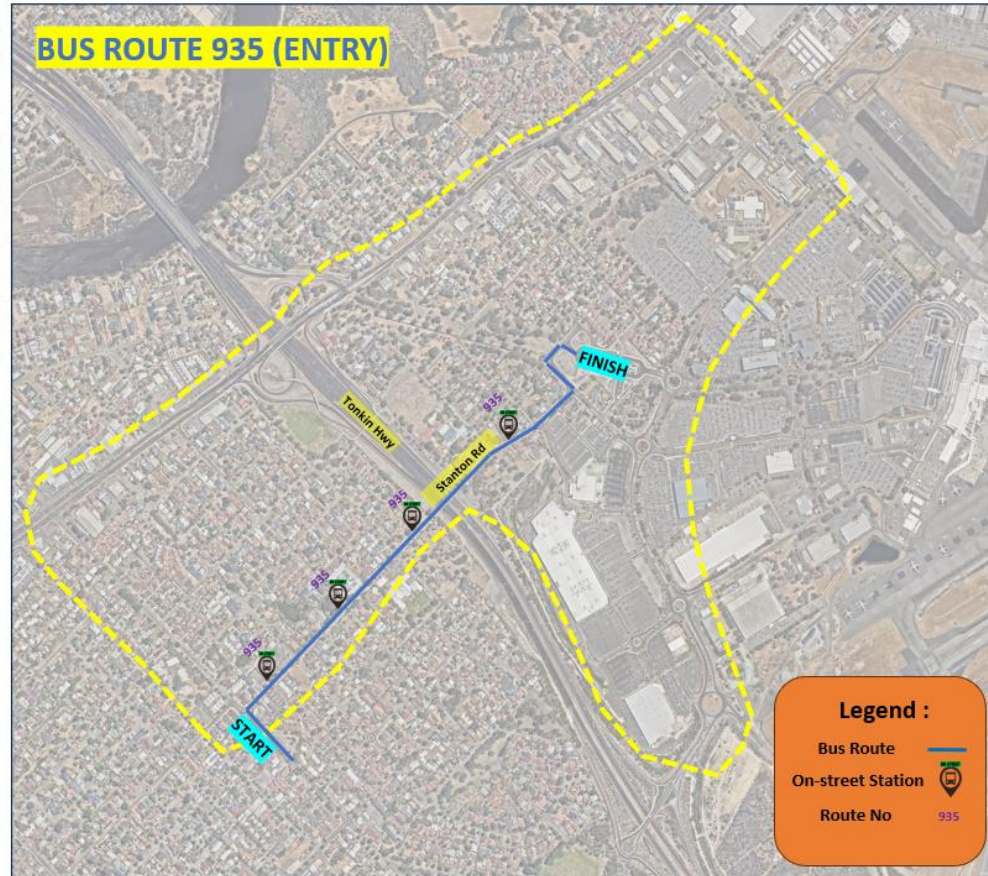 BUS ROUTE 935 (ENTRY)
FINISH
935
Tonkin Hwy
Stanton Rd
935
935
935
START
Legend :
Bus Route
On-street Station
Route No
935